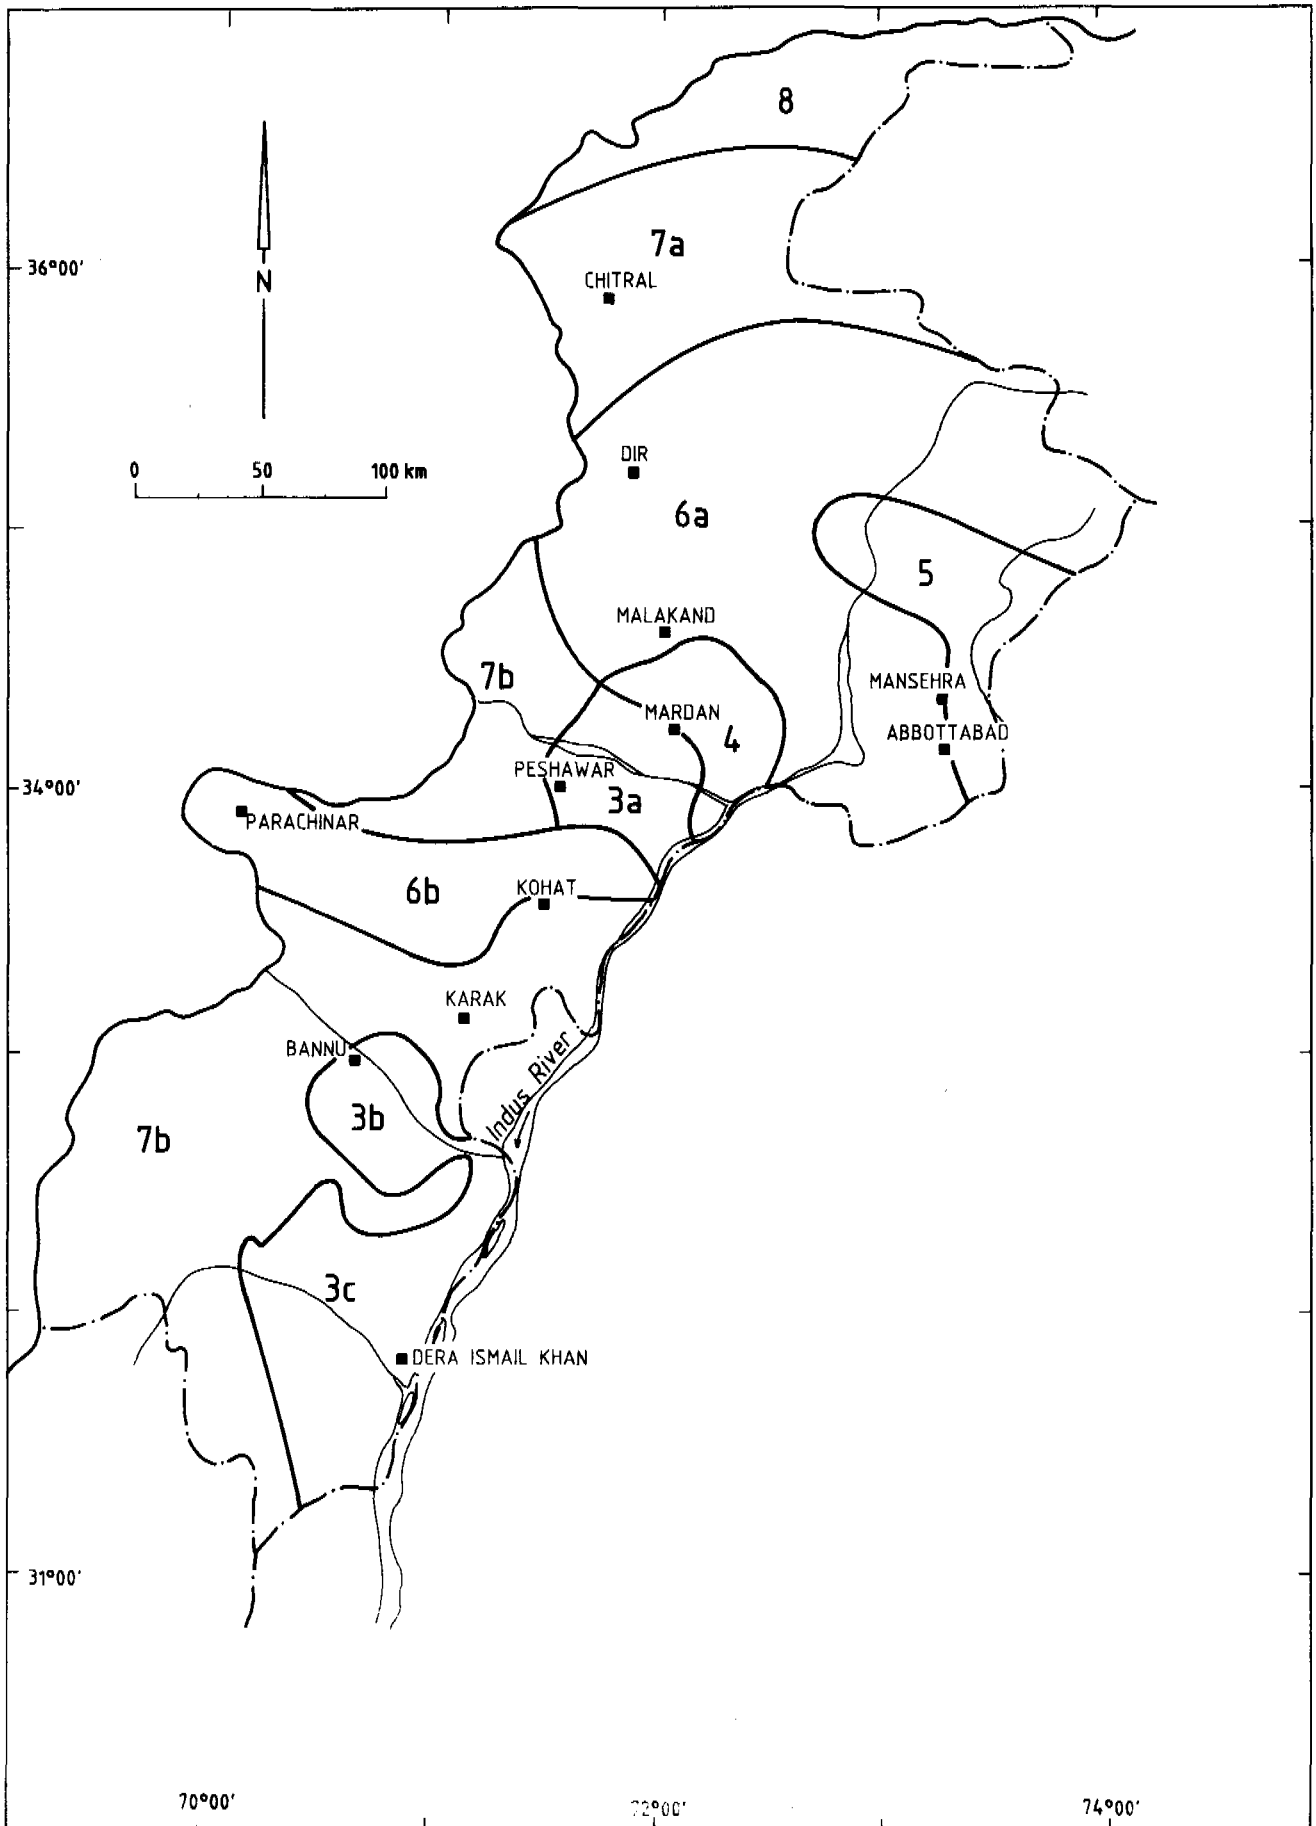 8
7a
36°00'
CHITRAL
N
DIR
0 50 100 km
6a
5
MALAKAND
7b
MANSEHRA
MARDAN
4
ABBOTTABAD
PESHAWAR
34°00'
3a
PARACHINAR
6b
KOHAT
KARAK
BANNU
Indus River
3b
7b
3c
DERA ISMAIL KHAN
31°00'
70°00' 72°00' 74°00'